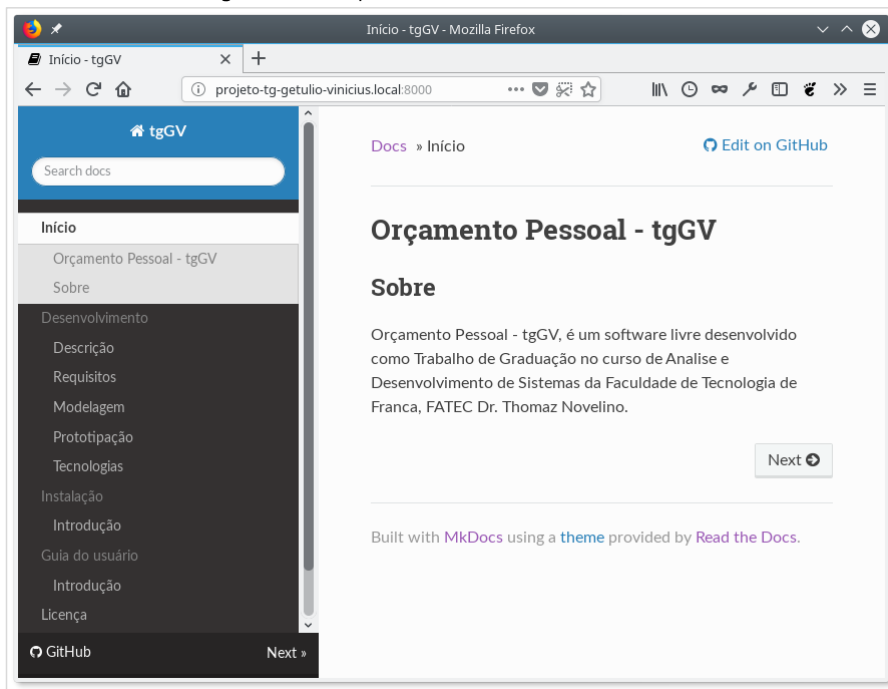 Início - tgGV - Mozilla Firefox
Início - tgGV
projeto-tg-getulio-vinicius.local:8000
tgGV
Search docs
Início
Orçamento Pessoal - tgGV
Sobre
Desenvolvimento
Descrição
Requisitos
Modelagem
Prototipação
Tecnologias
Instalação
Introdução
Guia do usuário
Introdução
Licença
GitHub
Next »
Docs » Início
Edit on GitHub
Orçamento Pessoal - tgGV
Sobre
Orçamento Pessoal - tgGV, é um software livre desenvolvido
como Trabalho de Graduação no curso de Analise e
Desenvolvimento de Sistemas da Faculdade de Tecnologia de
Franca, FATEC Dr. Thomaz Novelino.
Next
Built with MkDocs using a theme provided by Read the Docs.